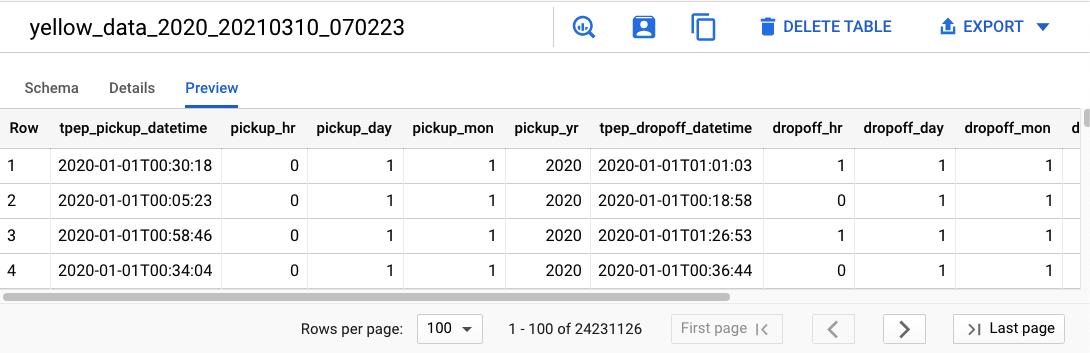 yellow_data_2020_20210310_070223 DELETE TABLE EXPORT
Schema Details Preview
Row tpep_pickup_datetime pickup_hr pickup_day pickup_mon pickup_yr tpep_dropoff_datetime dropoff_hr dropoff_day dropoff_mon d
1 2020-01-01T00:30:18 0 1 1 2020 2020-01-01T01:01:03 1 1 1
2 2020-01-01T00:05:23 0 1 1 2020 2020-01-01T00:18:58 0 1 1
3 2020-01-01T00:58:46 0 1 1 2020 2020-01-01T01:26:53 1 1 1
4 2020-01-01T00:34:04 0 1 1 2020 2020-01-01T00:36:44 0 1 1
Rows per page: 100 1 - 100 of 24231126 First page Last page